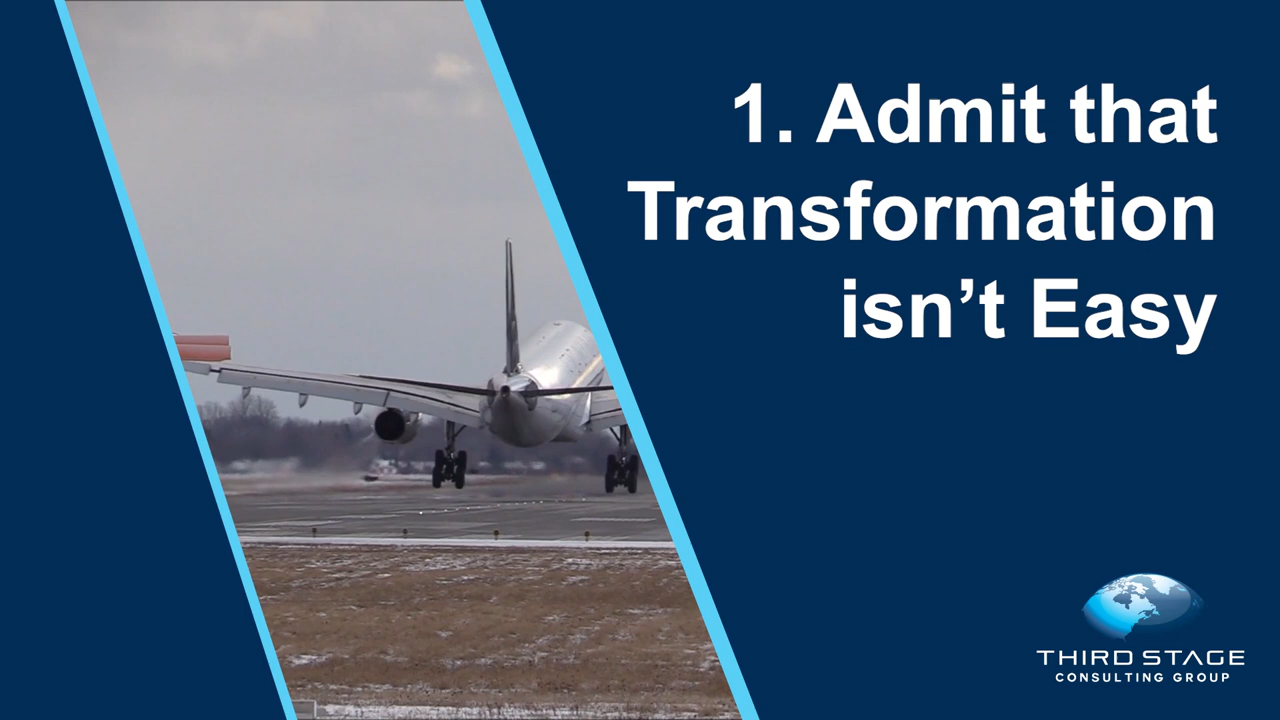 1. Admit that
Transformation
isn’t Easy
THIRD STAGE
CONSULTING GROUP